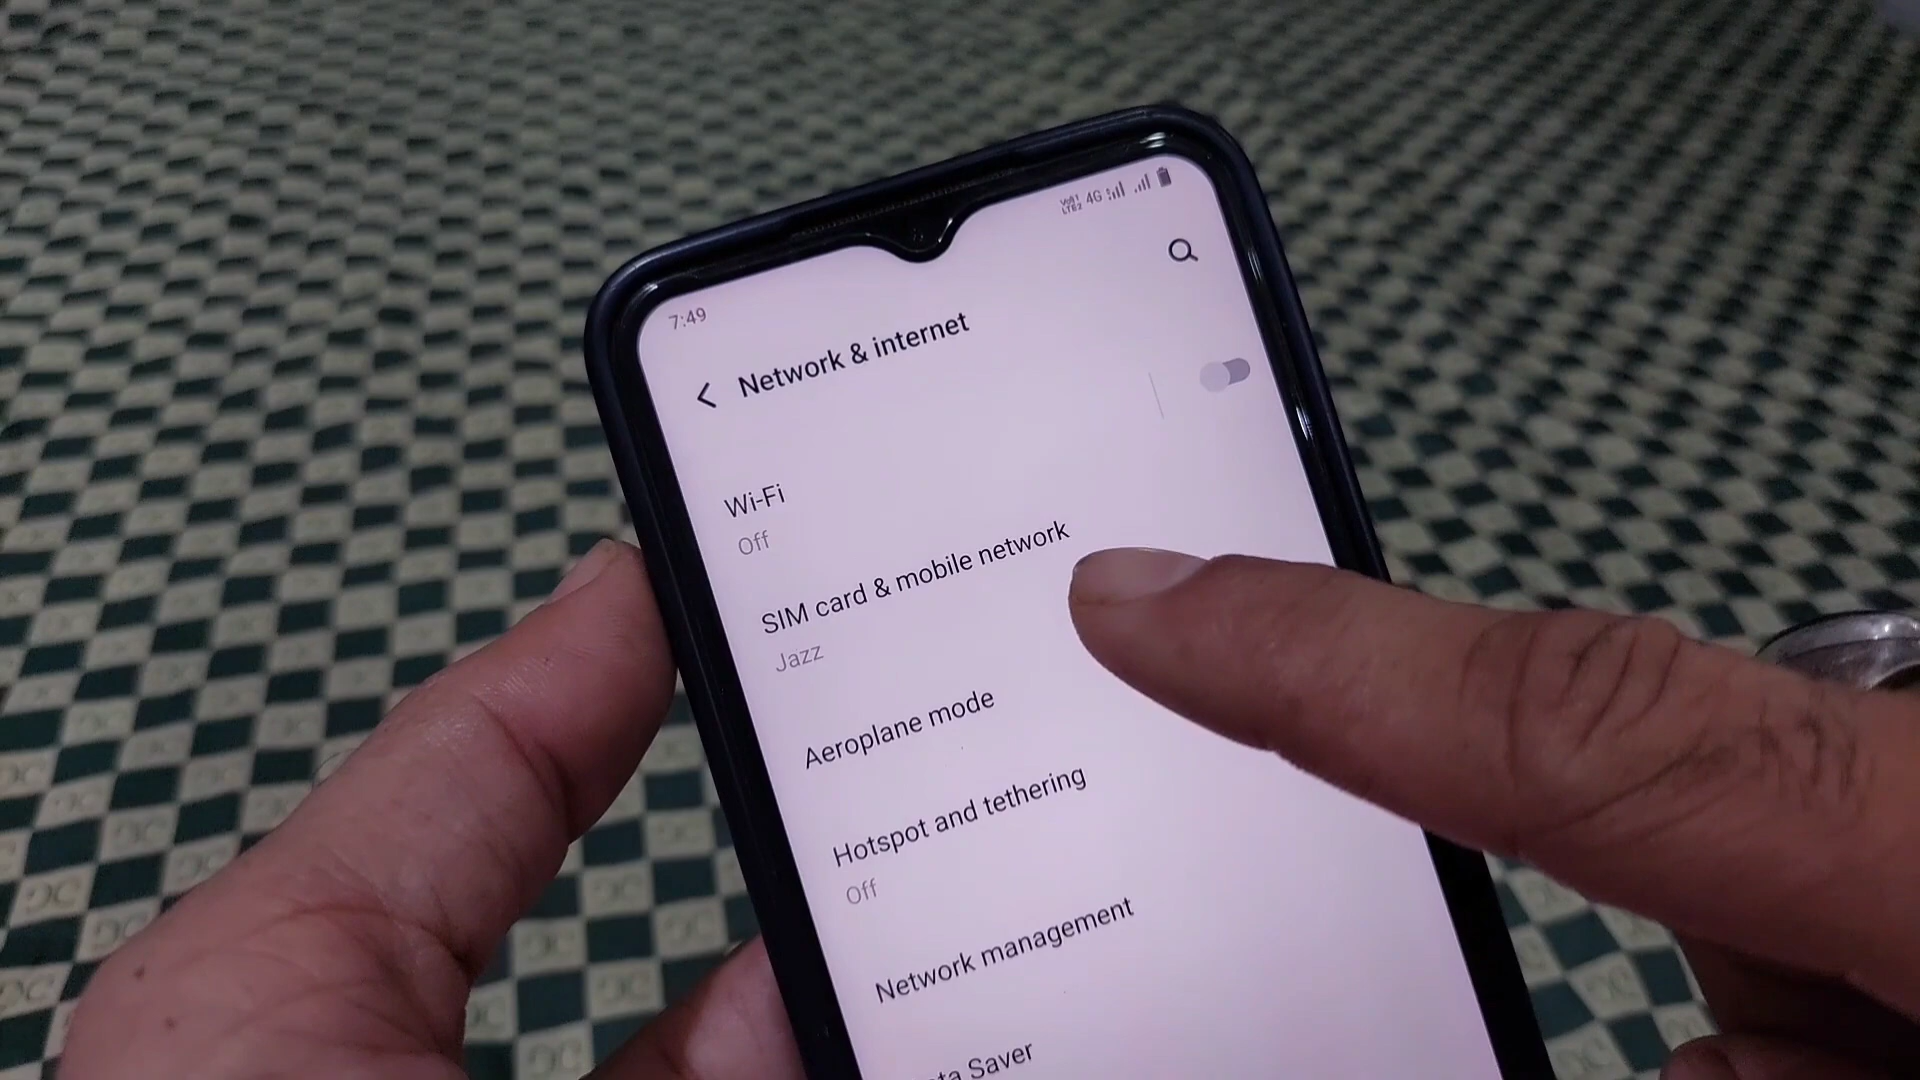 7:49
4G
Network & internet
Wi-Fi
Off
SIM card & mobile network
Jazz
Aeroplane mode
Hotspot and tethering
Off
Network management
Saver